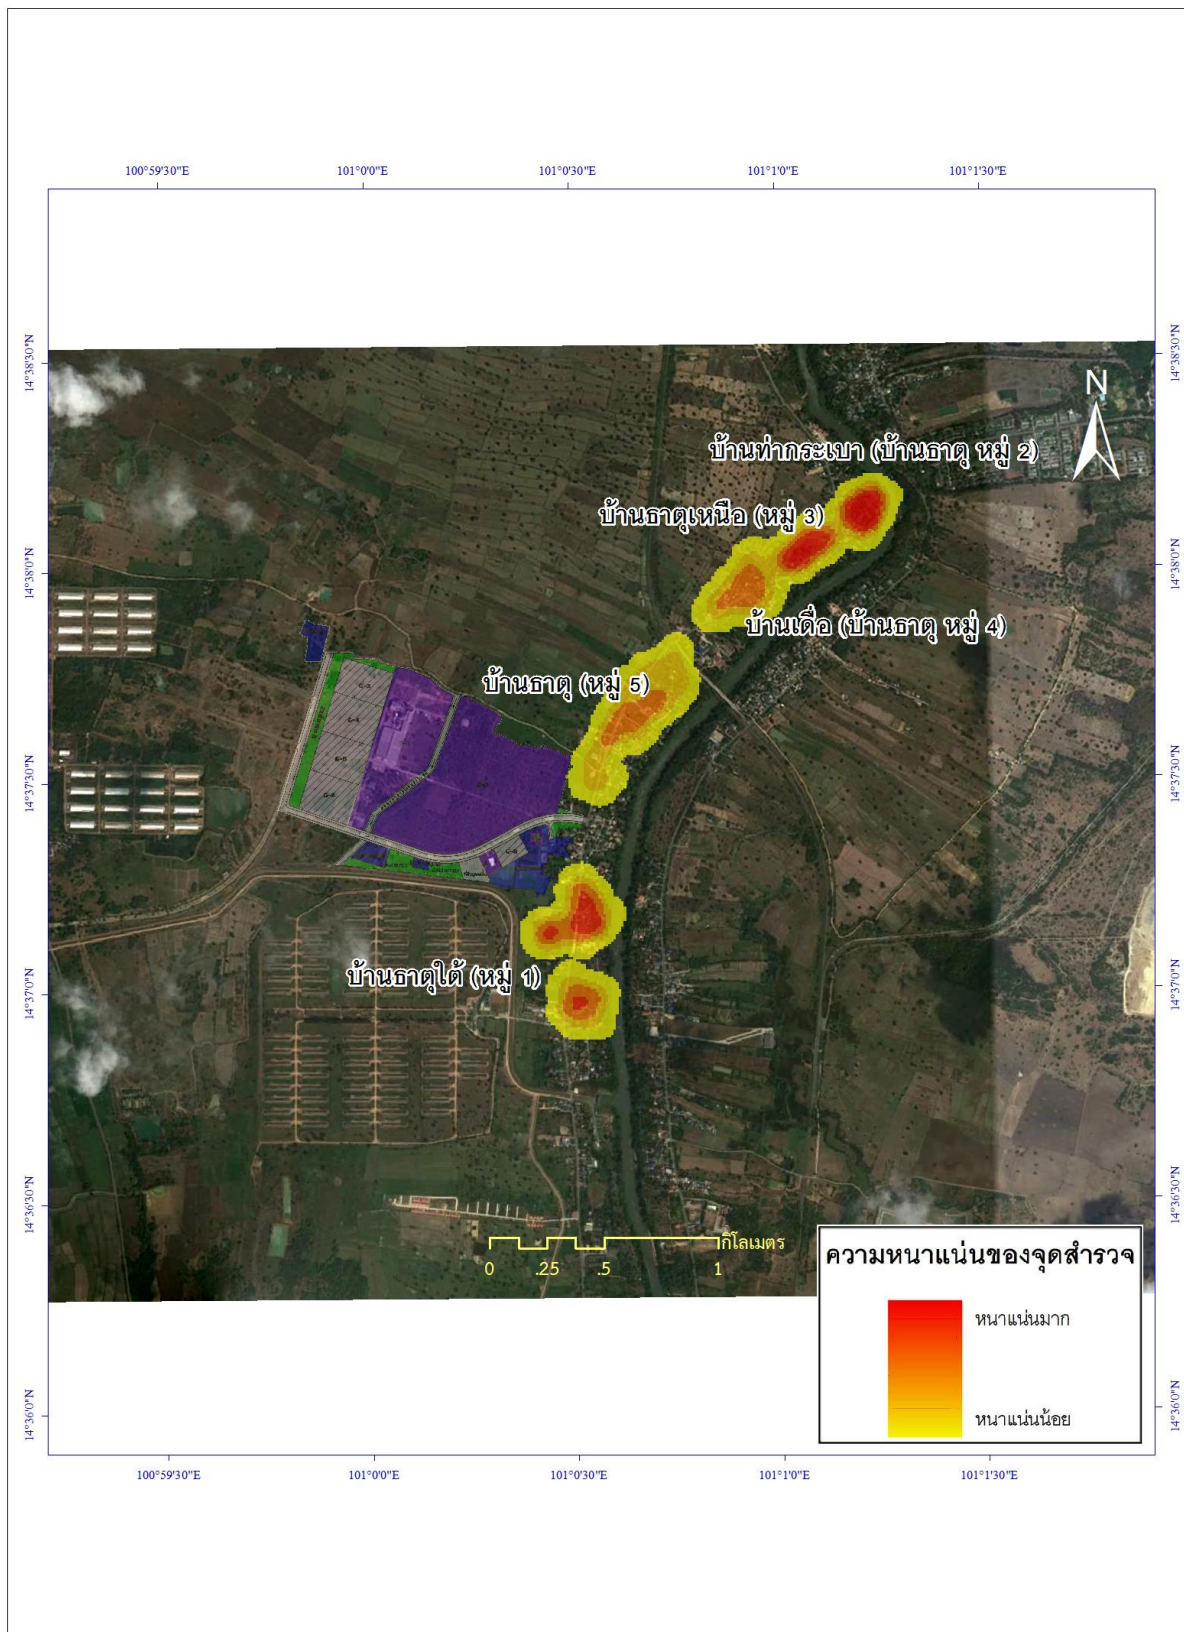 100°59'30"E 101°0'0"E 101°0'30"E 101°1'0"E 101°1'30"E
14°38'30"N 14°38'30"N
N
บ้านท่ากระเบา (บ้านธาตุ หมู่ 2)
บ้านธาตุเหนือ (หมู่ 3)
14°38'0"N 14°38'0"N
บ้านเดื่อ (บ้านธาตุ หมู่ 4)
บ้านธาตุ (หมู่ 5)
14°37'30"N 14°37'30"N
บ้านธาตุใต้ (หมู่ 1)
14°37'0"N 14°37'0"N
14°36'30"N 14°36'30"N
กิโลเมตร
0 .25 .5 1
ความหนาแน่นของจุดสำรวจ
หนาแน่นมาก
หนาแน่นน้อย
14°36'0"N 14°36'0"N
100°59'30"E 101°0'0"E 101°0'30"E 101°1'0"E 101°1'30"E